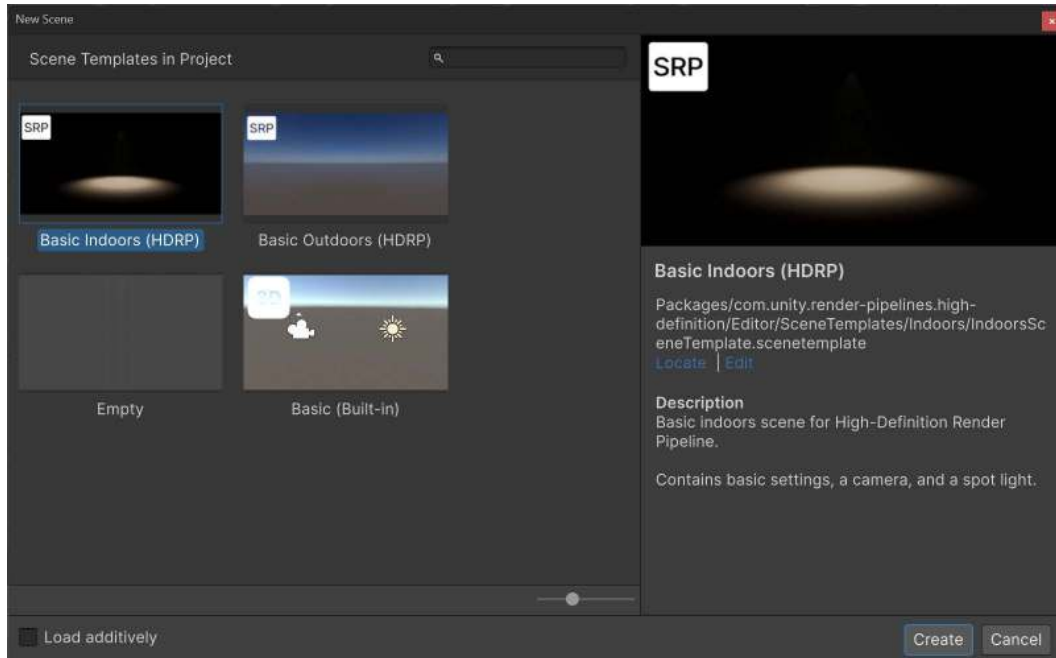 New Scene
Scene Templates in Project
SRP
SRP
Basic Indoors (HDRP)
Basic Outdoors (HDRP)
3D
Empty
Basic (Built-in)
SRP
Basic Indoors (HDRP)
Packages/com.unity.render-pipelines.high-
definition/Editor/SceneTemplates/Indoors/IndoorsSc
eneTemplate.scenetemplate
Locate | Edit
Description
Basic indoors scene for High-Definition Render
Pipeline.
Contains basic settings, a camera, and a spot light.
Load additively
Create
Cancel